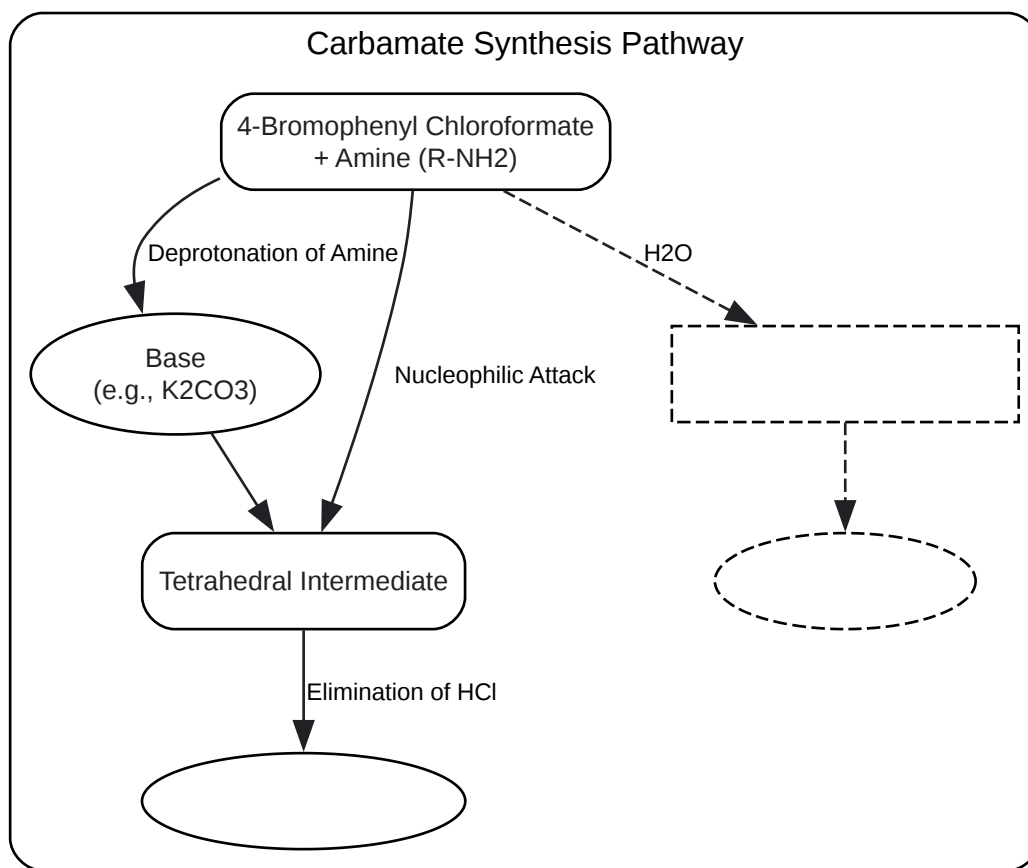 Carbamate Synthesis Pathway
4-Bromophenyl Chloroformate
+ Amine (R-NH2)
Deprotonation of Amine
H2O
Base
(e.g., K2CO3)
Nucleophilic Attack
Tetrahedral Intermediate
Elimination of HCl